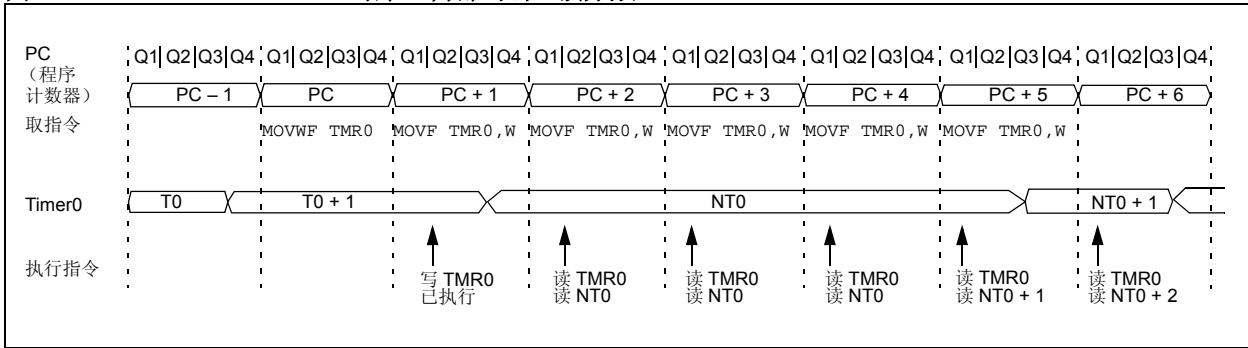 PC
（程序
计数器）
Q1 Q2 Q3 Q4 Q1 Q2 Q3 Q4 Q1 Q2 Q3 Q4 Q1 Q2 Q3 Q4 Q1 Q2 Q3 Q4 Q1 Q2 Q3 Q4 Q1 Q2 Q3 Q4 Q1 Q2 Q3 Q4
PC – 1 PC PC + 1 PC + 2 PC + 3 PC + 4 PC + 5 PC + 6
取指令
MOVWF TMR0 MOVF TMR0,W MOVF TMR0,W MOVF TMR0,W MOVF TMR0,W MOVF TMR0,W
Timer0
T0 T0 + 1 NT0 NT0 + 1
执行指令
写 TMR0
已执行
读 TMR0
读 NT0
读 TMR0
读 NT0
读 TMR0
读 NT0
读 TMR0
读 NT0 + 1
读 TMR0
读 NT0 + 2